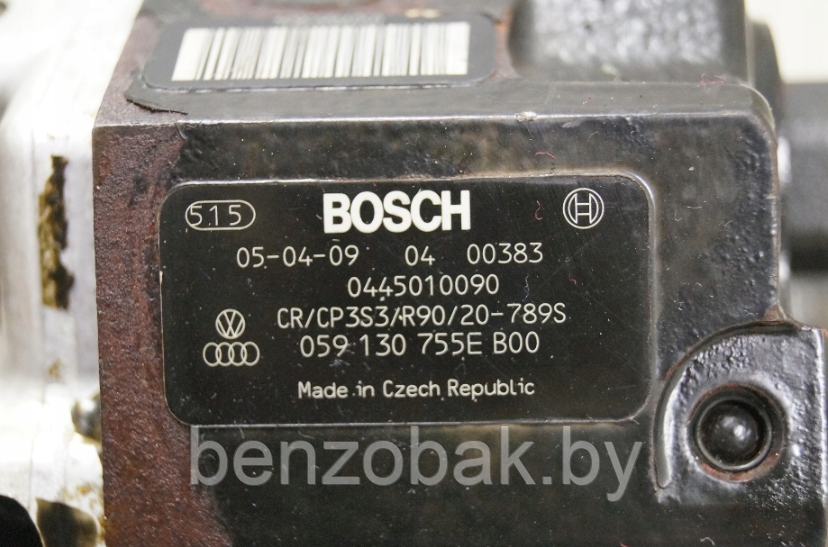 515 BOSCH H
05-04-09 04 00383
0445010090
CR/CP3S3/R90/20-789S
059 130 755E B00
Made in Czech Republic
benzobak.by